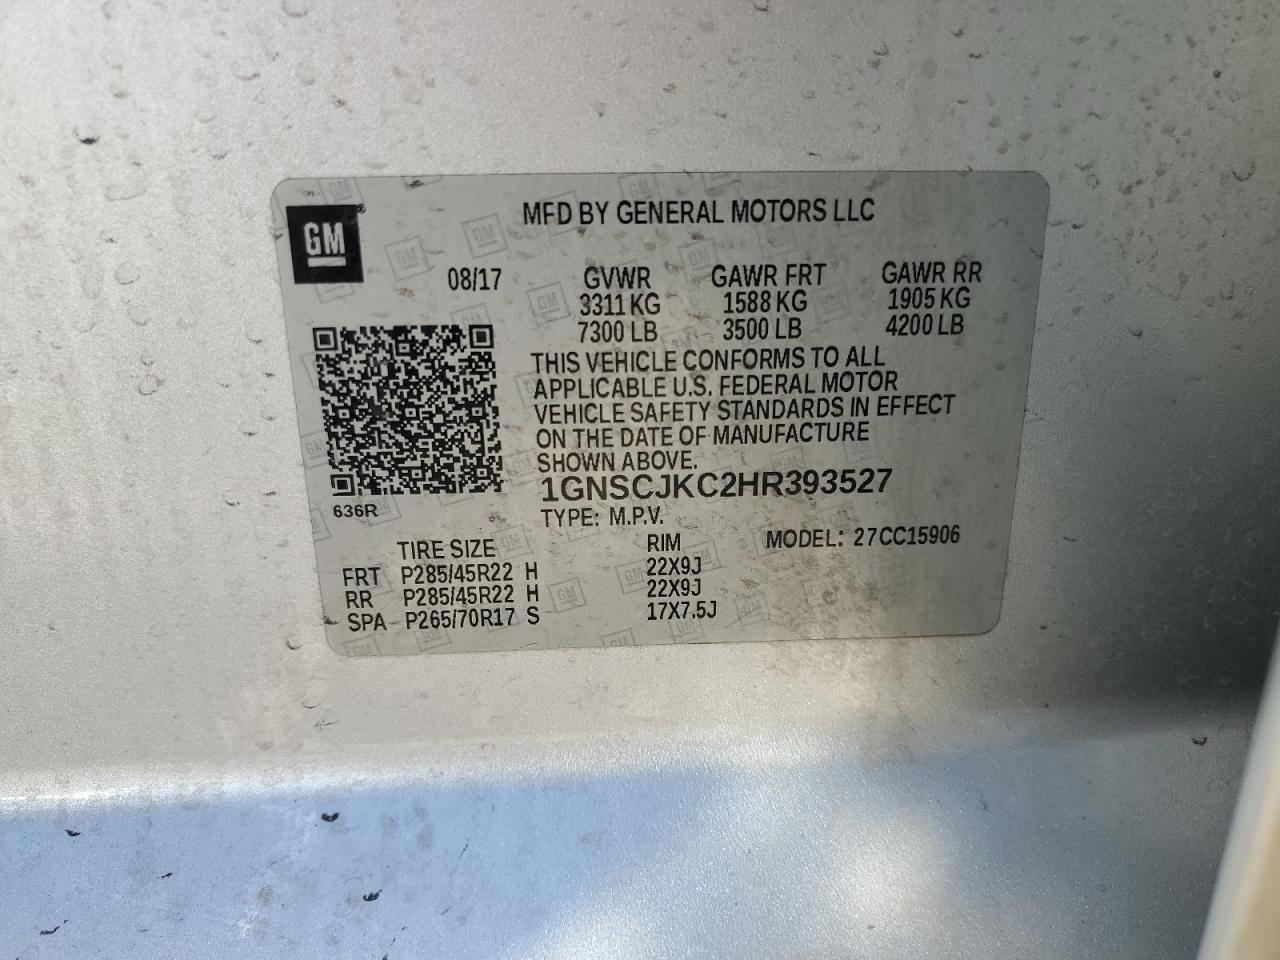 GM
MFD BY GENERAL MOTORS LLC
08/17 GVWR GAWR FRT GAWR RR
3311 KG 1588 KG 1905 KG
7300 LB 3500 LB 4200 LB
THIS VEHICLE CONFORMS TO ALL
APPLICABLE U.S. FEDERAL MOTOR
VEHICLE SAFETY STANDARDS IN EFFECT
ON THE DATE OF MANUFACTURE
SHOWN ABOVE.
1GNSCJKC2HR393527
636R
TYPE: M.P.V.
TIRE SIZE RIM MODEL: 27CC15906
FRT P285/45R22 H 22X9J
RR P285/45R22 H 22X9J
SPA P265/70R17 S 17X7.5J